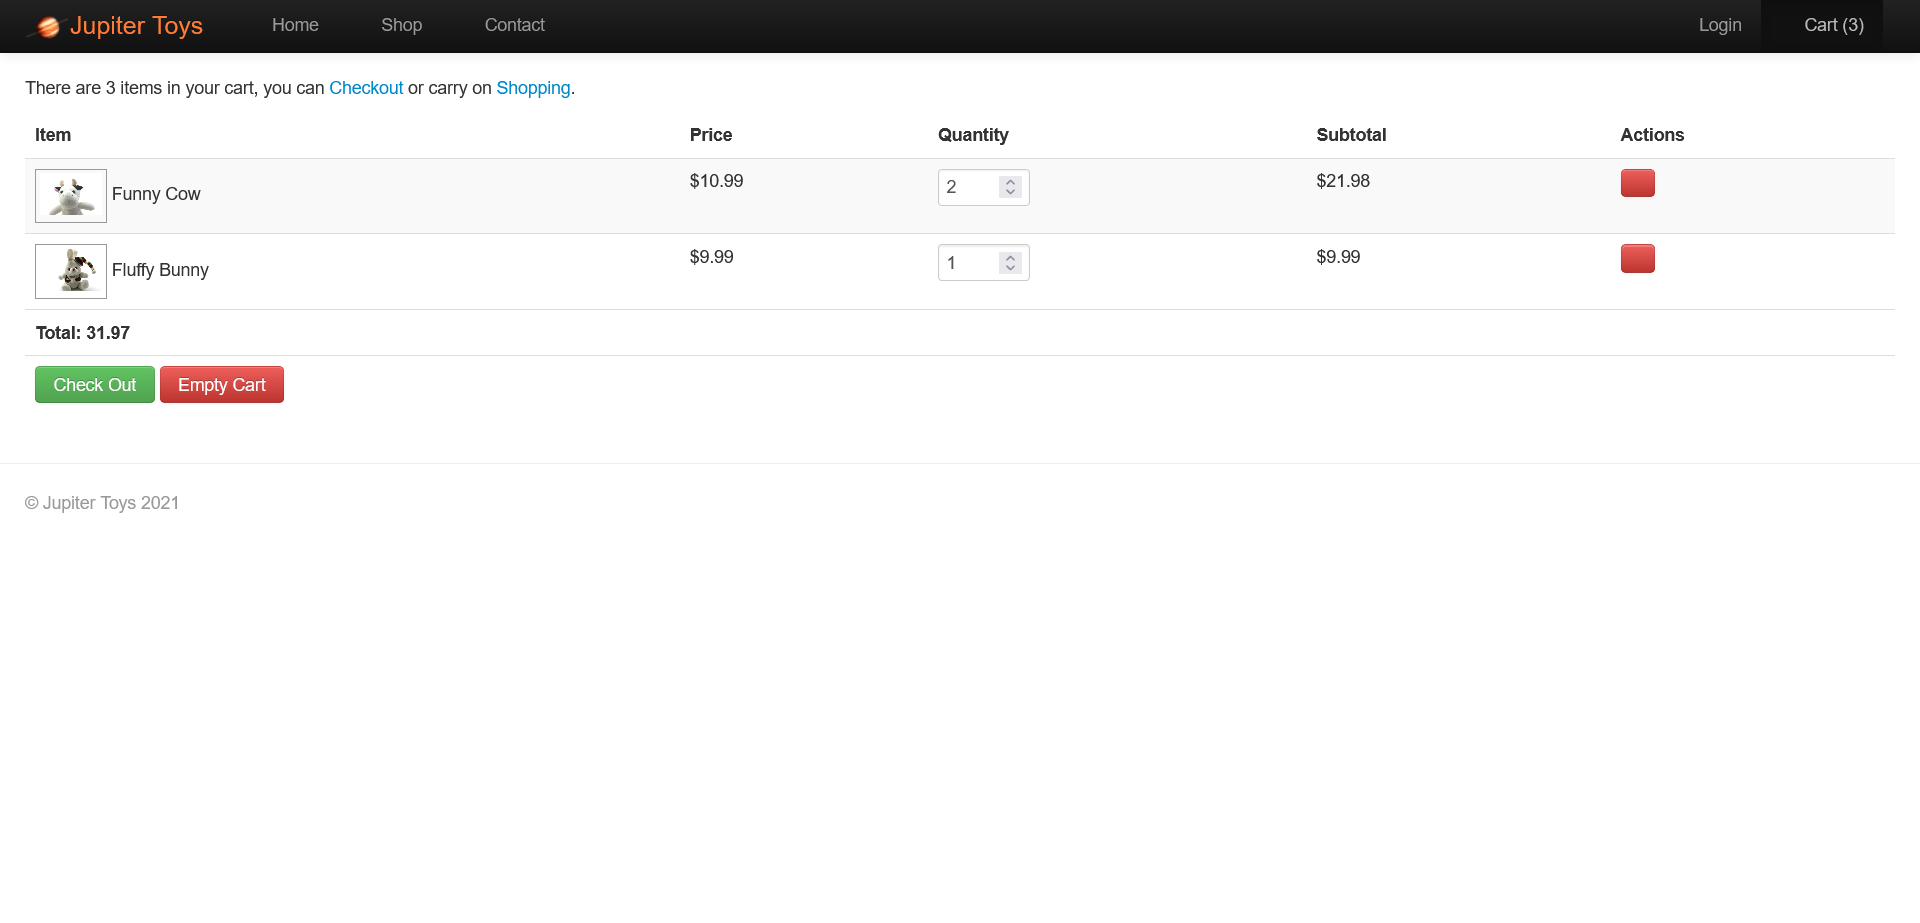 Jupiter Toys Home Shop Contact Login Cart (3)
There are 3 items in your cart, you can Checkout or carry on Shopping.
Item Price Quantity Subtotal Actions
Funny Cow $10.99 2 $21.98
Fluffy Bunny $9.99 1 $9.99
Total: 31.97
Check Out Empty Cart
© Jupiter Toys 2021